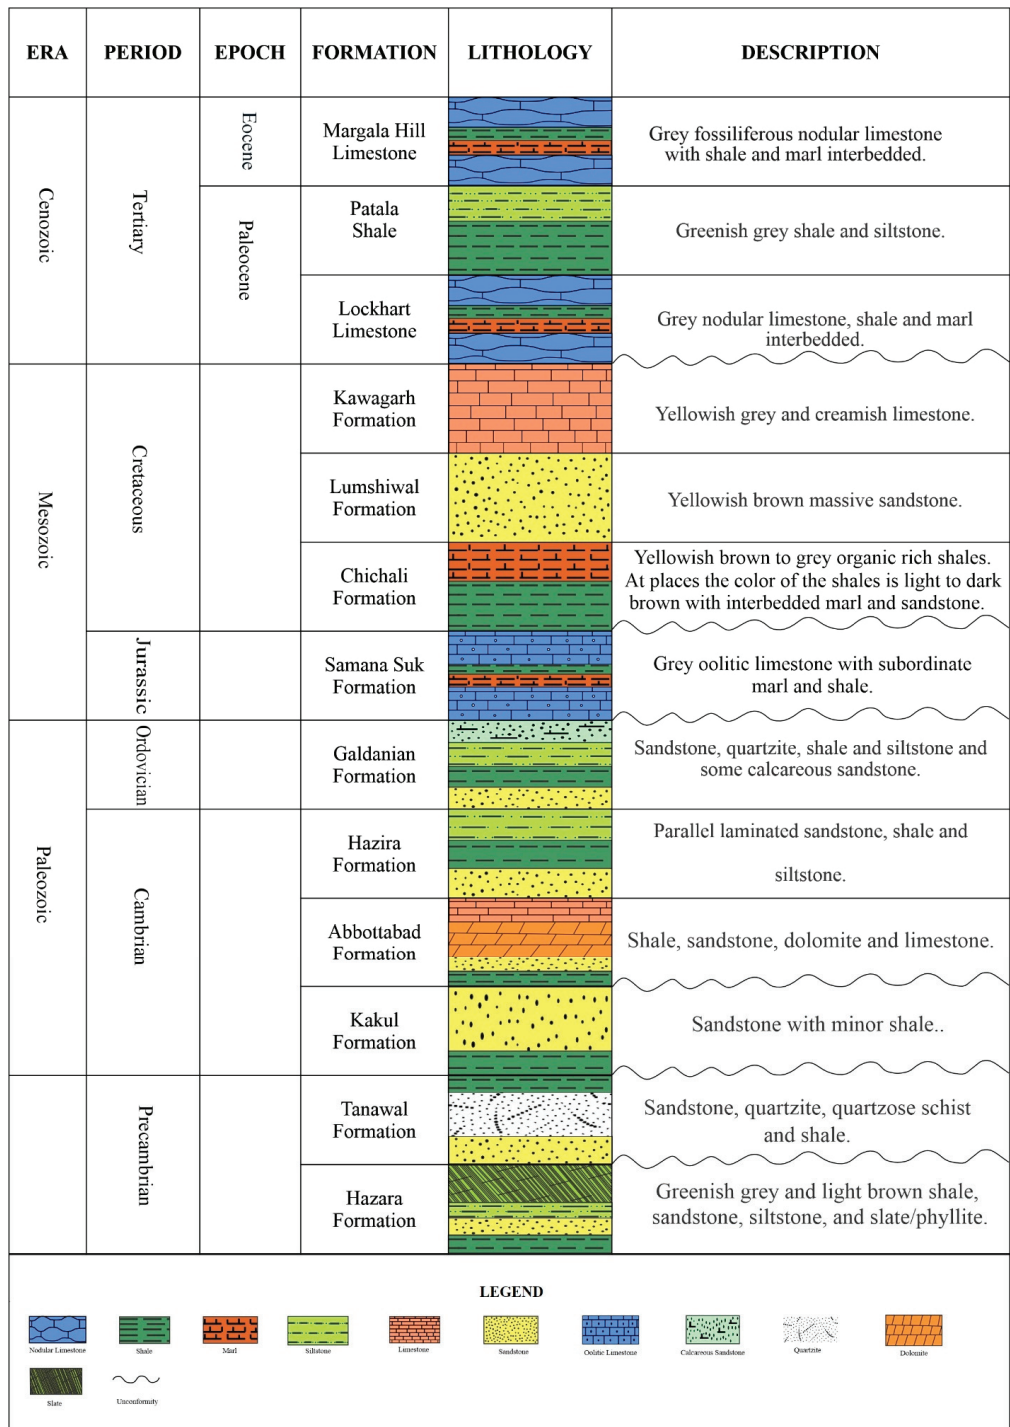 ERA PERIOD EPOCH FORMATION LITHOLOGY DESCRIPTION
Cenozoic
Tertiary
Eocene
Margala Hill
Limestone
Grey fossiliferous nodular limestone
with shale and marl interbedded.
Paleocene
Patala
Shale
Greenish grey shale and siltstone.
Lockhart
Limestone
Grey nodular limestone, shale and marl
interbedded.
Mesozoic
Cretaceous
Kawagarh
Formation
Yellowish grey and creamish limestone.
Lumshiwal
Formation
Yellowish brown massive sandstone.
Chichali
Formation
Yellowish brown to grey organic rich shales.
At places the color of the shales is light to dark
brown with interbedded marl and sandstone.
Jurassic
Samana Suk
Formation
Grey oolitic limestone with subordinate
marl and shale.
Paleozoic
Ordovician
Galdanian
Formation
Sandstone, quartzite, shale and siltstone and
some calcareous sandstone.
Cambrian
Hazira
Formation
Parallel laminated sandstone, shale and
siltstone.
Abbottabad
Formation
Shale, sandstone, dolomite and limestone.
Kakul
Formation
Sandstone with minor shale..
Precambrian
Tanawal
Formation
Sandstone, quartzite, quartzose schist
and shale.
Hazara
Formation
Greenish grey and light brown shale,
sandstone, siltstone, and slate/phyllite.
LEGEND
Nodular Limestone Shale Marl Siltstone Limestone Sandstone Oolitic Limestone Calcareous Sandstone Quartzite Dolomite
Slate Unconformity